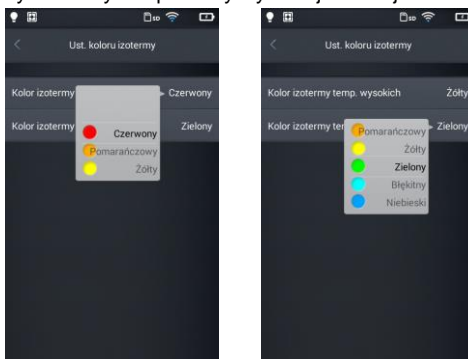 Ust. koloru izotermy
Kolor izotermy Czerwony
Kolor izotermy Zielony
Czerwony
Pomarańczowy
Żółty
Ust. koloru izotermy
Kolor izotermy temp. wysokich Żółty
Kolor izotermy ter Zielony
Pomarańczowy
Żółty
Zielony
Błękitny
Niebieski